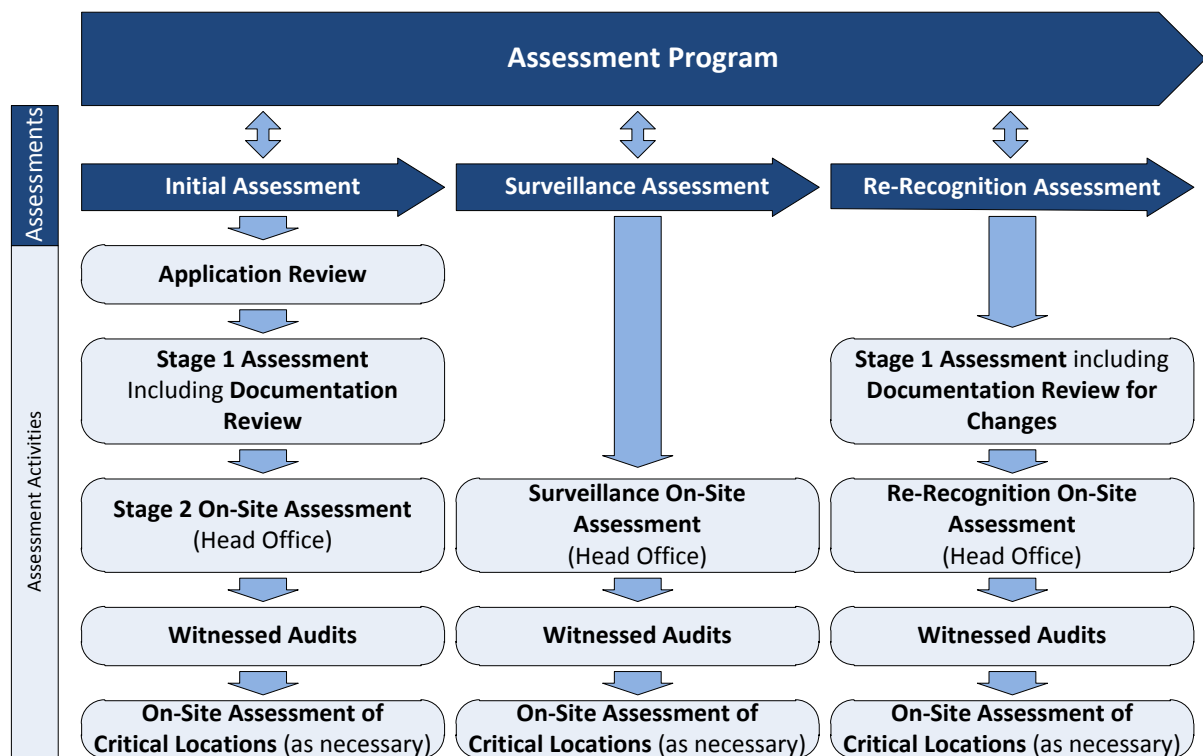 Assessment Program
Assessments
Initial Assessment
Surveillance Assessment
Re-Recognition Assessment
Assessment Activities
Application Review
Stage 1 Assessment
Including Documentation
Review
Stage 1 Assessment including
Documentation Review for
Changes
Stage 2 On-Site Assessment
(Head Office)
Surveillance On-Site
Assessment
(Head Office)
Re-Recognition On-Site
Assessment
(Head Office)
Witnessed Audits
Witnessed Audits
Witnessed Audits
On-Site Assessment of
Critical Locations (as necessary)
On-Site Assessment of
Critical Locations (as necessary)
On-Site Assessment of
Critical Locations (as necessary)